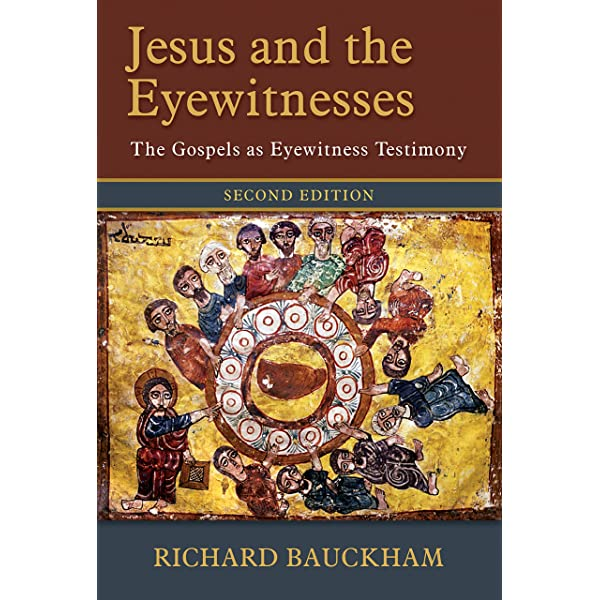 Jesus and the
Eyewitnesses
The Gospels as Eyewitness Testimony
SECOND EDITION
RICHARD BAUCKHAM